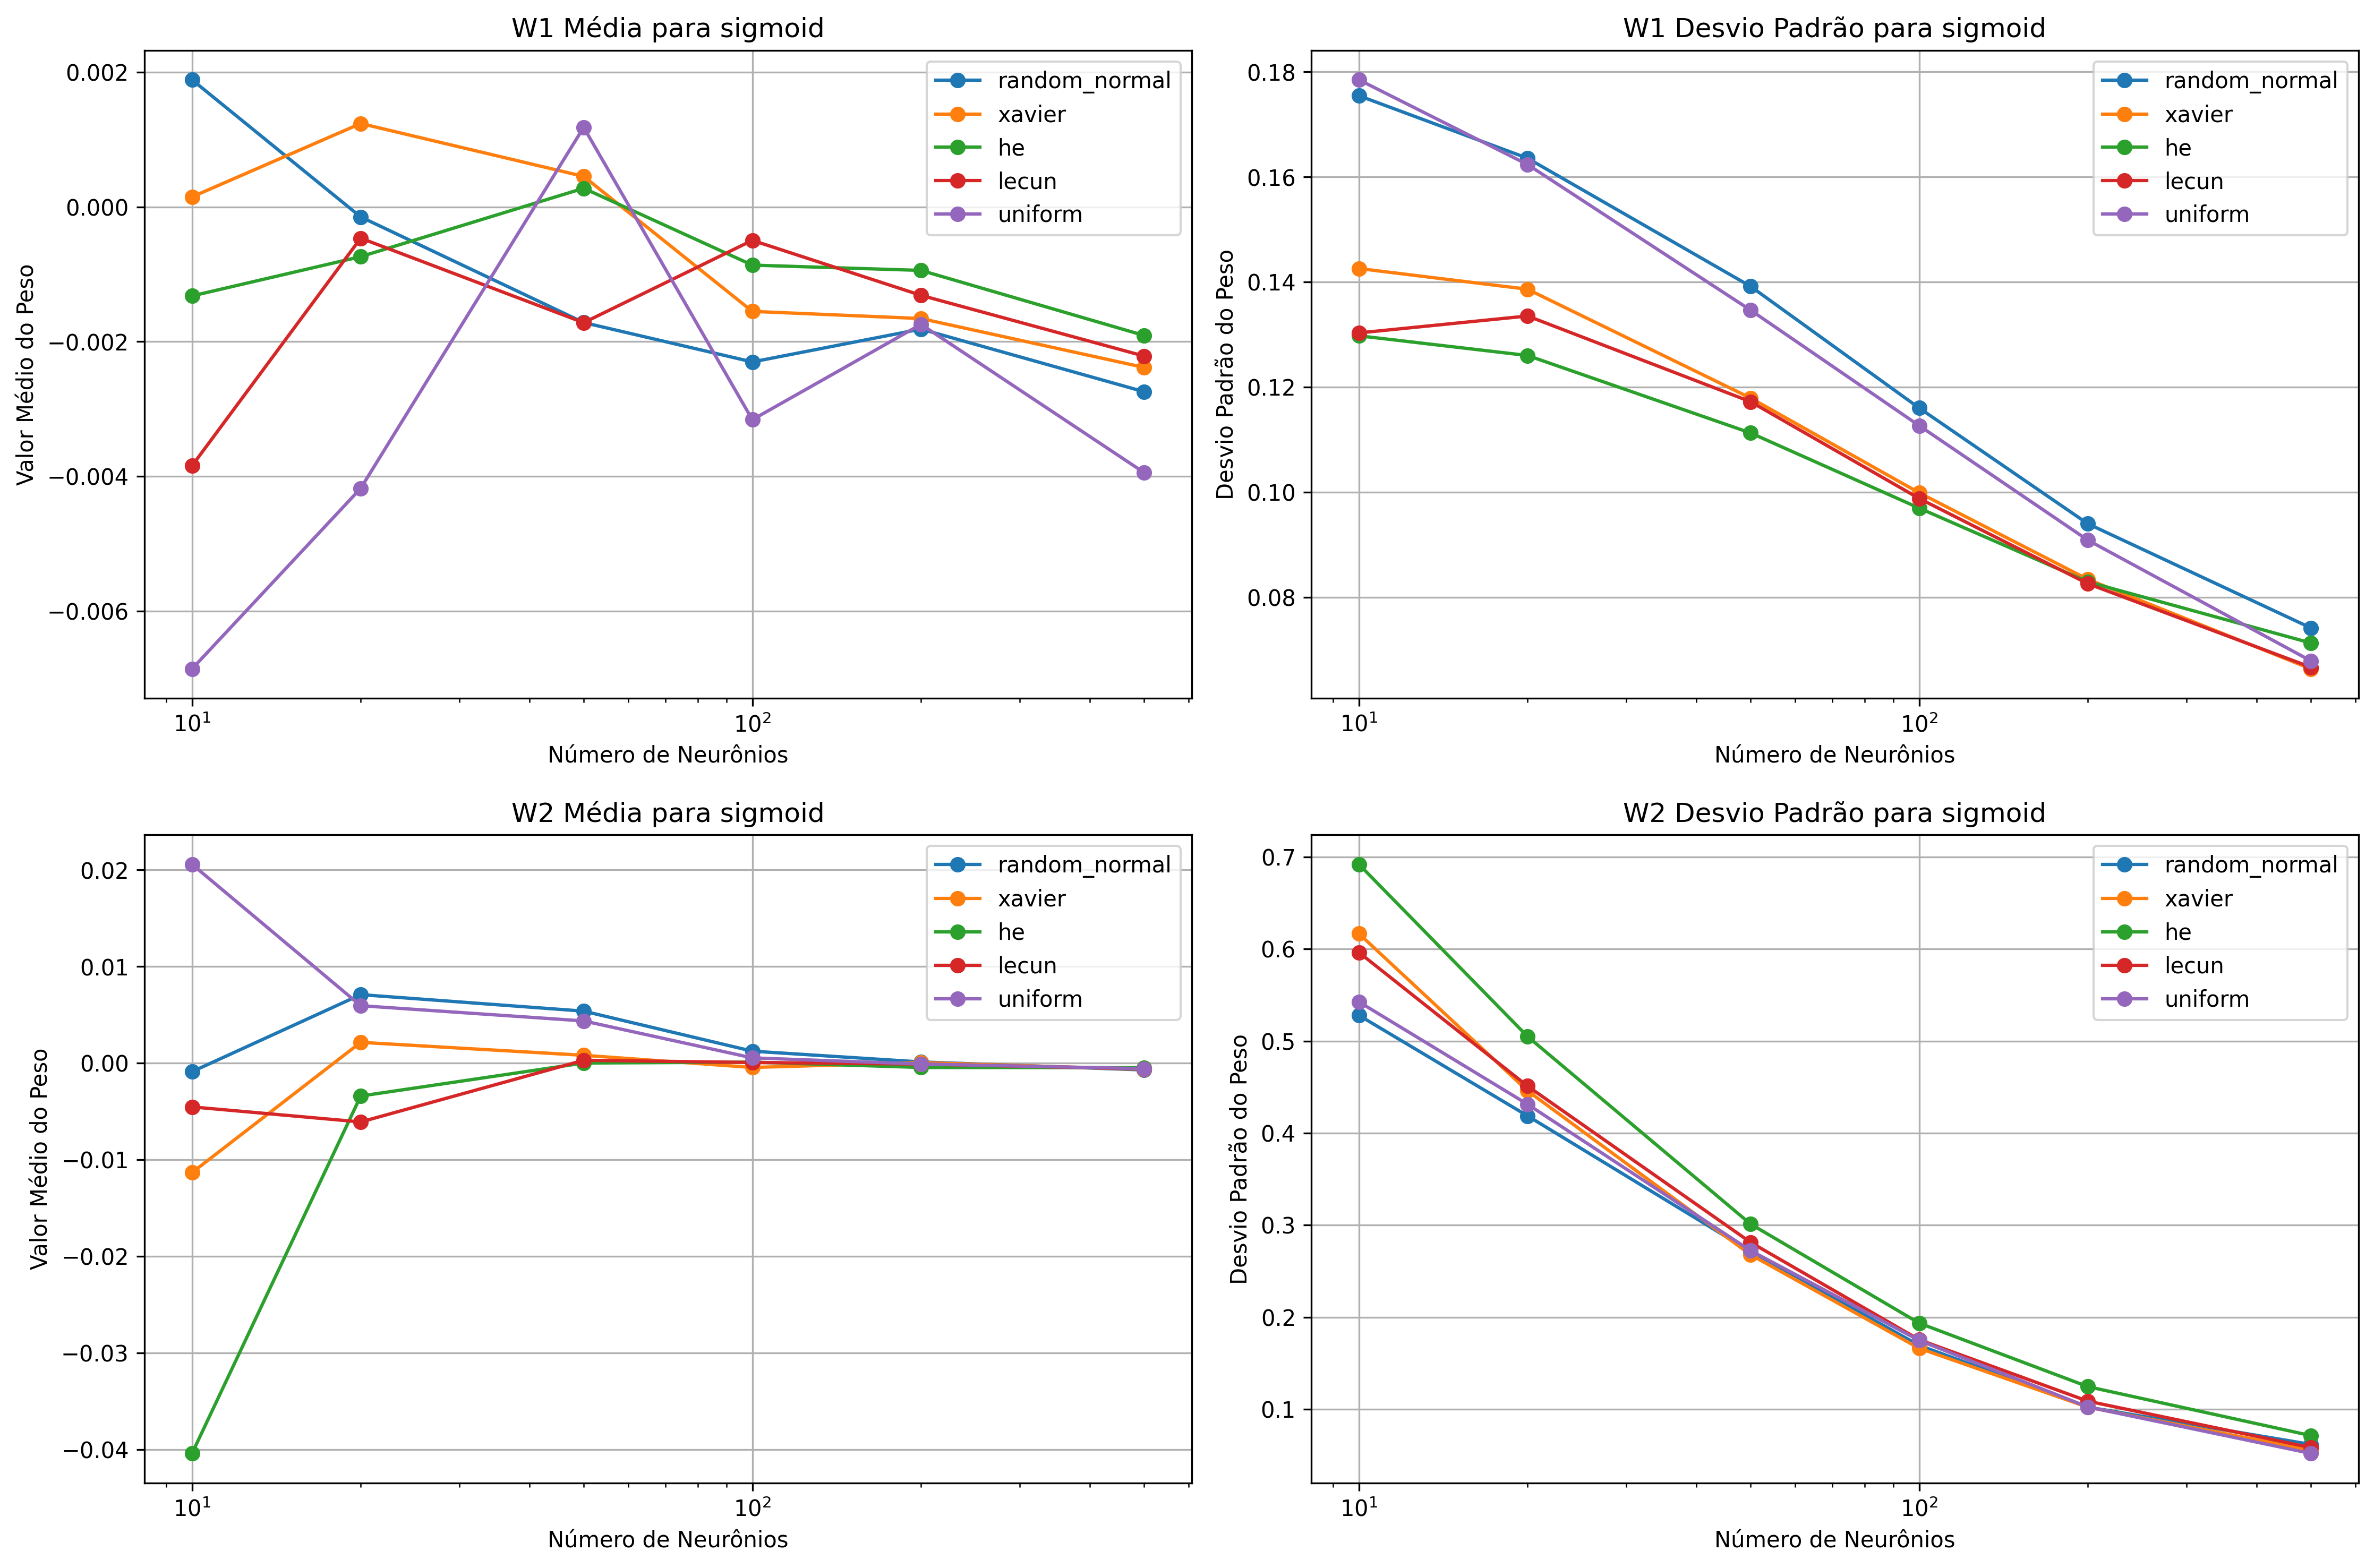 W1 Média para sigmoid
Valor Médio do Peso
0.002
0.000
−0.002
−0.004
−0.006
random_normal
xavier
he
lecun
uniform
10¹
10²
Número de Neurônios
W1 Desvio Padrão para sigmoid
Desvio Padrão do Peso
0.18
0.16
0.14
0.12
0.10
0.08
random_normal
xavier
he
lecun
uniform
10¹
10²
Número de Neurônios
W2 Média para sigmoid
Valor Médio do Peso
0.02
0.01
0.00
−0.01
−0.02
−0.03
−0.04
random_normal
xavier
he
lecun
uniform
10¹
10²
Número de Neurônios
W2 Desvio Padrão para sigmoid
Desvio Padrão do Peso
0.7
0.6
0.5
0.4
0.3
0.2
0.1
random_normal
xavier
he
lecun
uniform
10¹
10²
Número de Neurônios